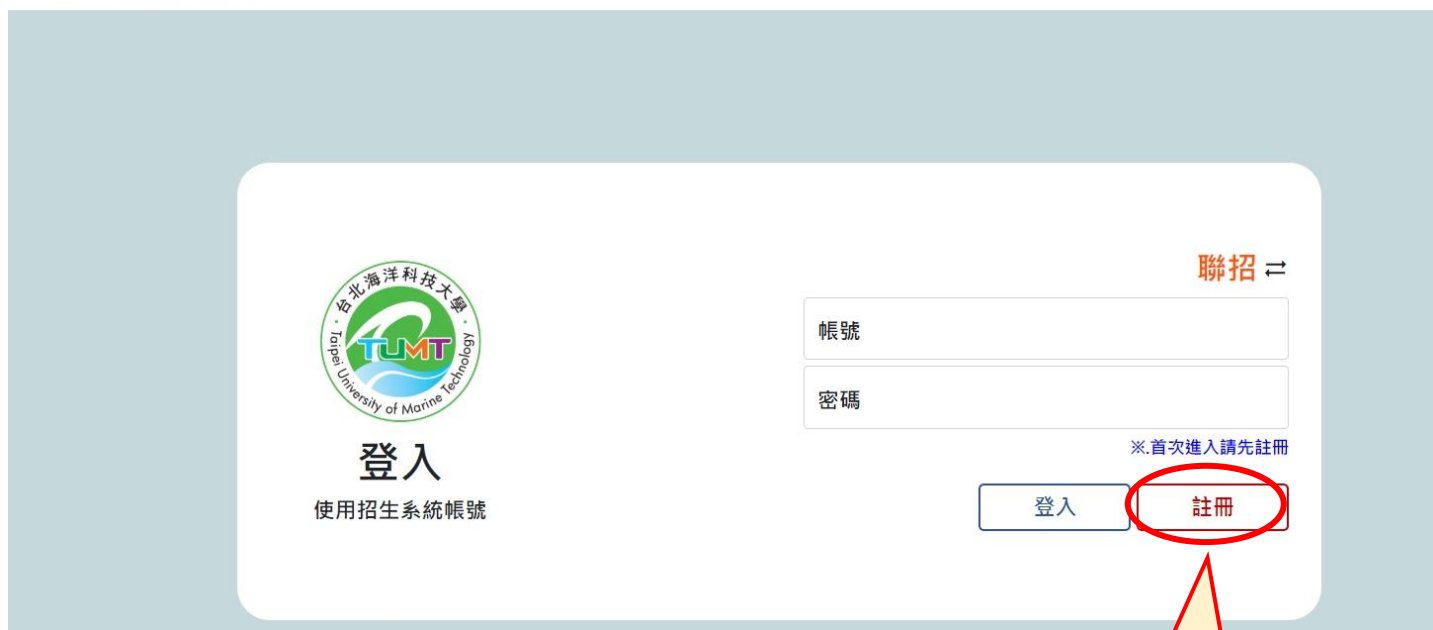 台北海洋科技大學
Taipei University of Marine Technology
TUMT
登入
使用招生系統帳號
聯招 ⇄
帳號
密碼
※.首次進入請先註冊
登入 註冊